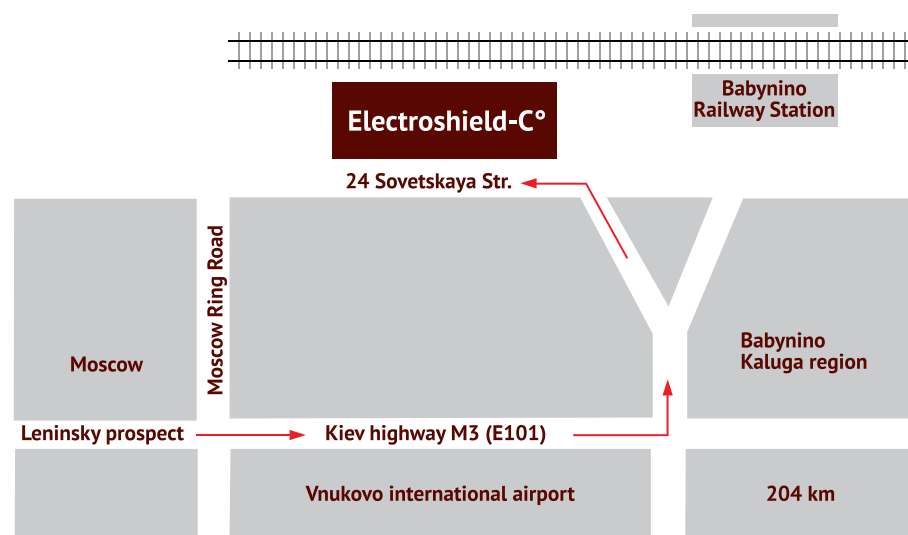 Babynino
Railway Station
Electroshield-C°
24 Sovetskaya Str.
Moscow Ring Road
Babynino
Kaluga region
Moscow
Leninsky prospect
Kiev highway M3 (E101)
Vnukovo international airport
204 km